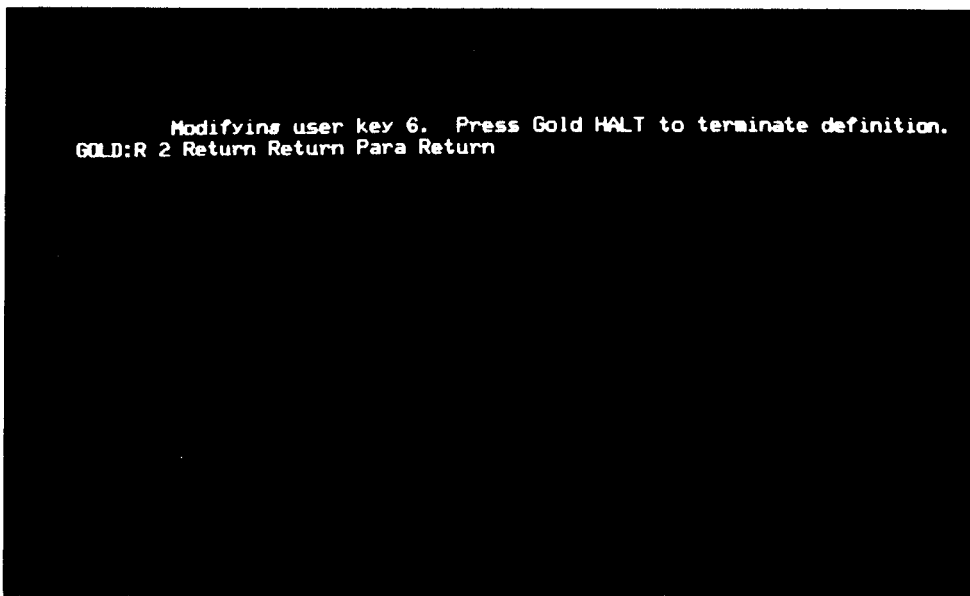 Modifying user key 6.  Press Gold HALT to terminate definition.
GOLD:R 2 Return Return Para Return